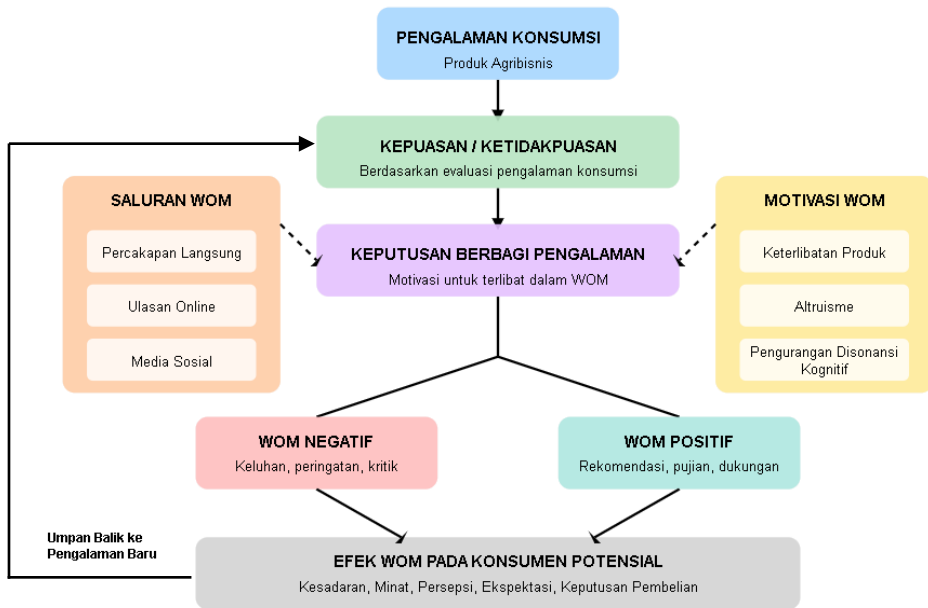 PENGALAMAN KONSUMSI
Produk Agribisnis
KEPUASAN / KETIDAKPUASAN
Berdasarkan evaluasi pengalaman konsumsi
SALURAN WOM
Percakapan Langsung
Ulasan Online
Media Sosial
KEPUTUSAN BERBAGI PENGALAMAN
Motivasi untuk terlibat dalam WOM
MOTIVASI WOM
Keterlibatan Produk
Altruisme
Pengurangan Disonansi
Kognitif
WOM NEGATIF
Keluhan, peringatan, kritik
WOM POSITIF
Rekomendasi, pujian, dukungan
Umpan Balik ke
Pengalaman Baru
EFEK WOM PADA KONSUMEN POTENSIAL
Kesadaran, Minat, Persepsi, Ekspektasi, Keputusan Pembelian